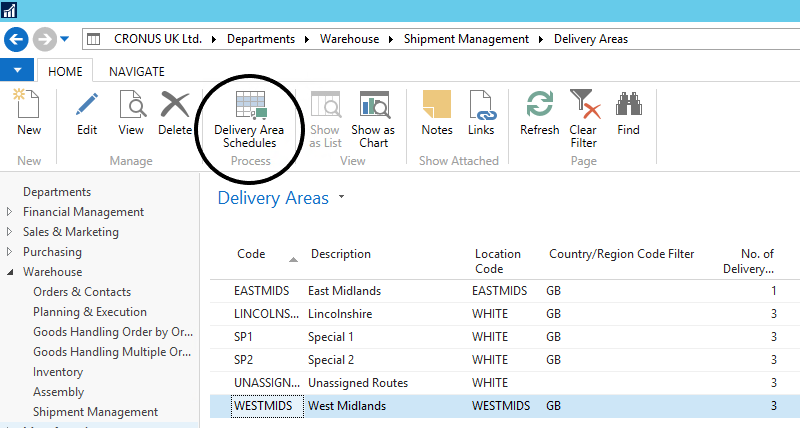 CRONUS UK Ltd. Departments Warehouse Shipment Management Delivery Areas
HOME NAVIGATE
New Edit View Delete Delivery Area Schedules Show as List Show as Chart Notes Links Refresh Clear Filter Find
New Manage Process View Show Attached Page
Departments
Financial Management
Sales & Marketing
Purchasing
Warehouse
Orders & Contacts
Planning & Execution
Goods Handling Order by Or...
Goods Handling Multiple Or...
Inventory
Assembly
Shipment Management
Delivery Areas
Code Description Location Code Country/Region Code Filter No. of Delivery...
EASTMIDS East Midlands EASTMIDS GB 1
LINCOLNS... Lincolnshire WHITE GB 3
SP1 Special 1 WHITE GB 3
SP2 Special 2 WHITE GB 3
UNASSIGN... Unassigned Routes WHITE 3
WESTMIDS West Midlands WESTMIDS GB 3